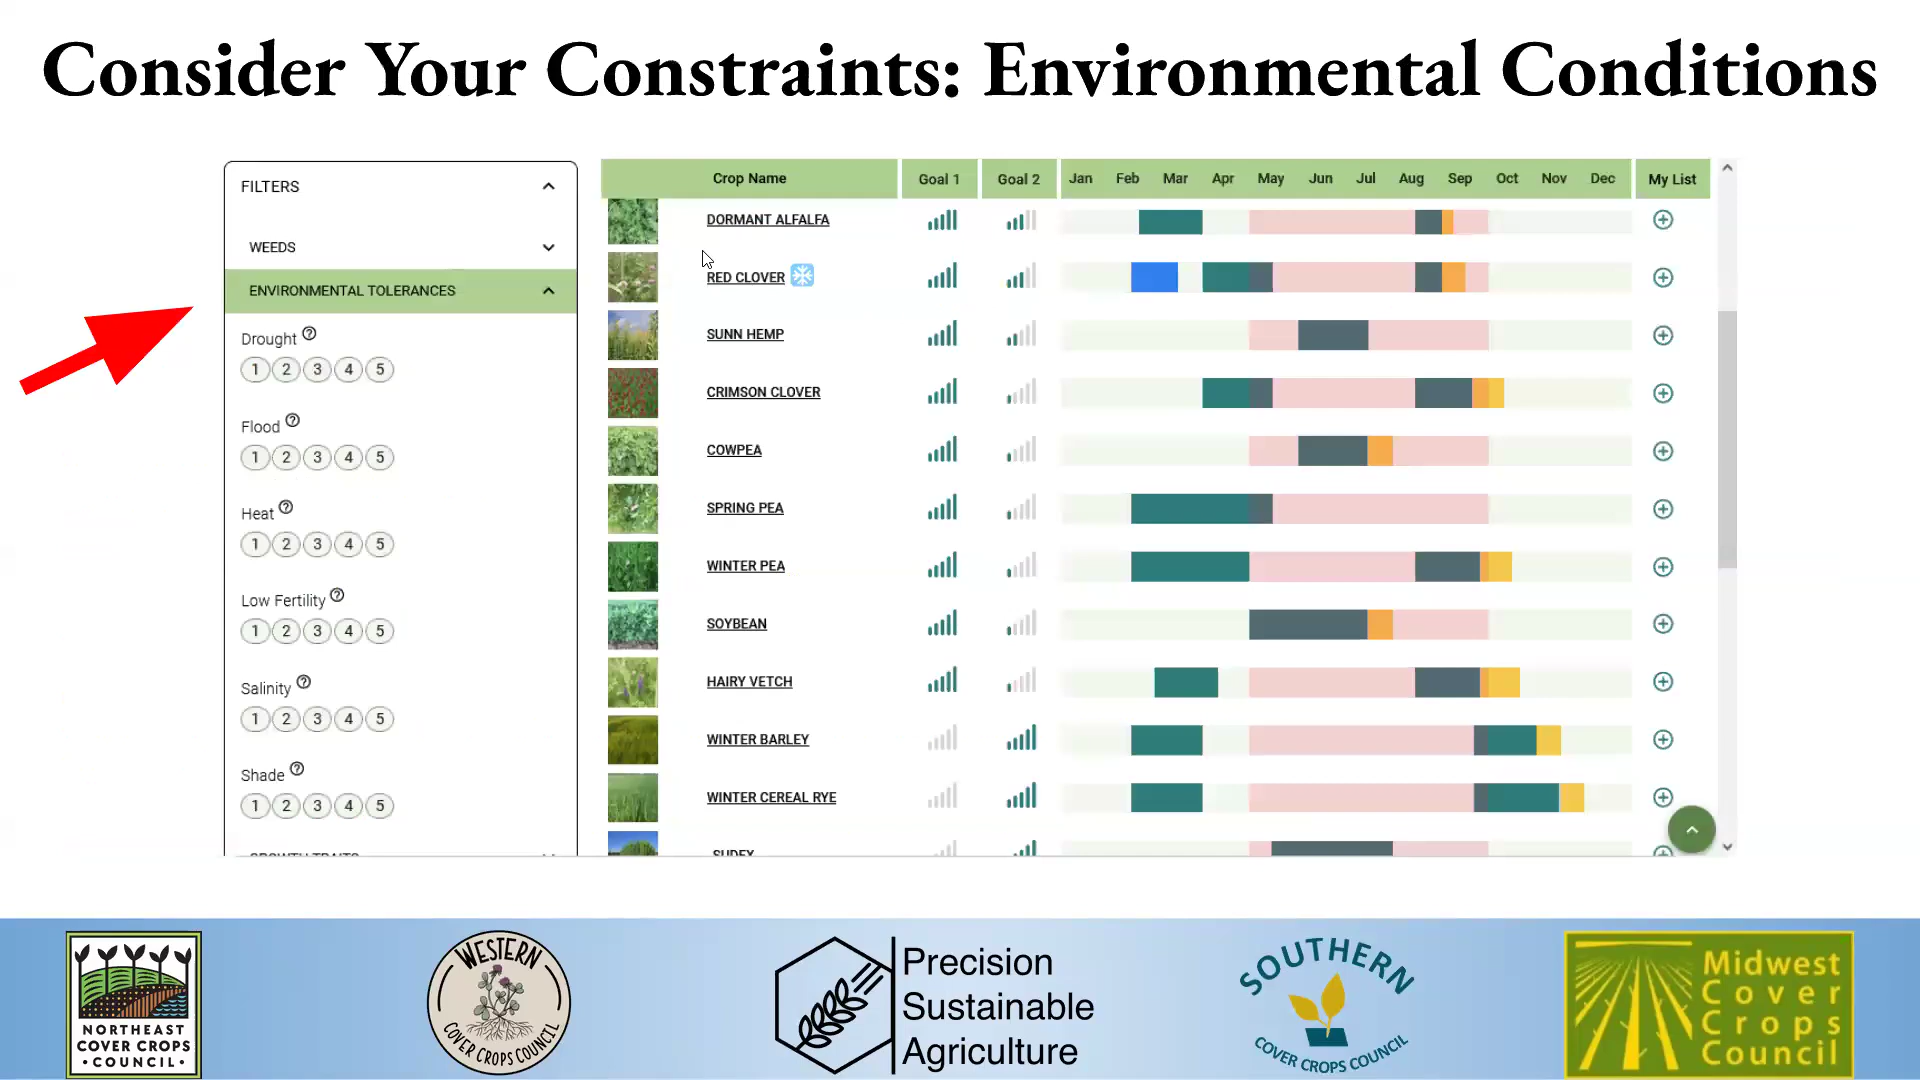 Consider Your Constraints: Environmental Conditions
FILTERS
WEEDS
ENVIRONMENTAL TOLERANCES
Drought ?
1 2 3 4 5
Flood ?
1 2 3 4 5
Heat ?
1 2 3 4 5
Low Fertility ?
1 2 3 4 5
Salinity ?
1 2 3 4 5
Shade ?
1 2 3 4 5
GROWTH TRAITS
Crop Name Goal 1 Goal 2 Jan Feb Mar Apr May Jun Jul Aug Sep Oct Nov Dec My List
DORMANT ALFALFA
RED CLOVER
SUNN HEMP
CRIMSON CLOVER
COWPEA
SPRING PEA
WINTER PEA
SOYBEAN
HAIRY VETCH
WINTER BARLEY
WINTER CEREAL RYE
SUDEX
NORTHEAST
COVER CROPS
• COUNCIL •
WESTERN
COVER CROPS COUNCIL
Precision
Sustainable
Agriculture
SOUTHERN
COVER CROPS COUNCIL
Midwest
Cover
Crops
Council